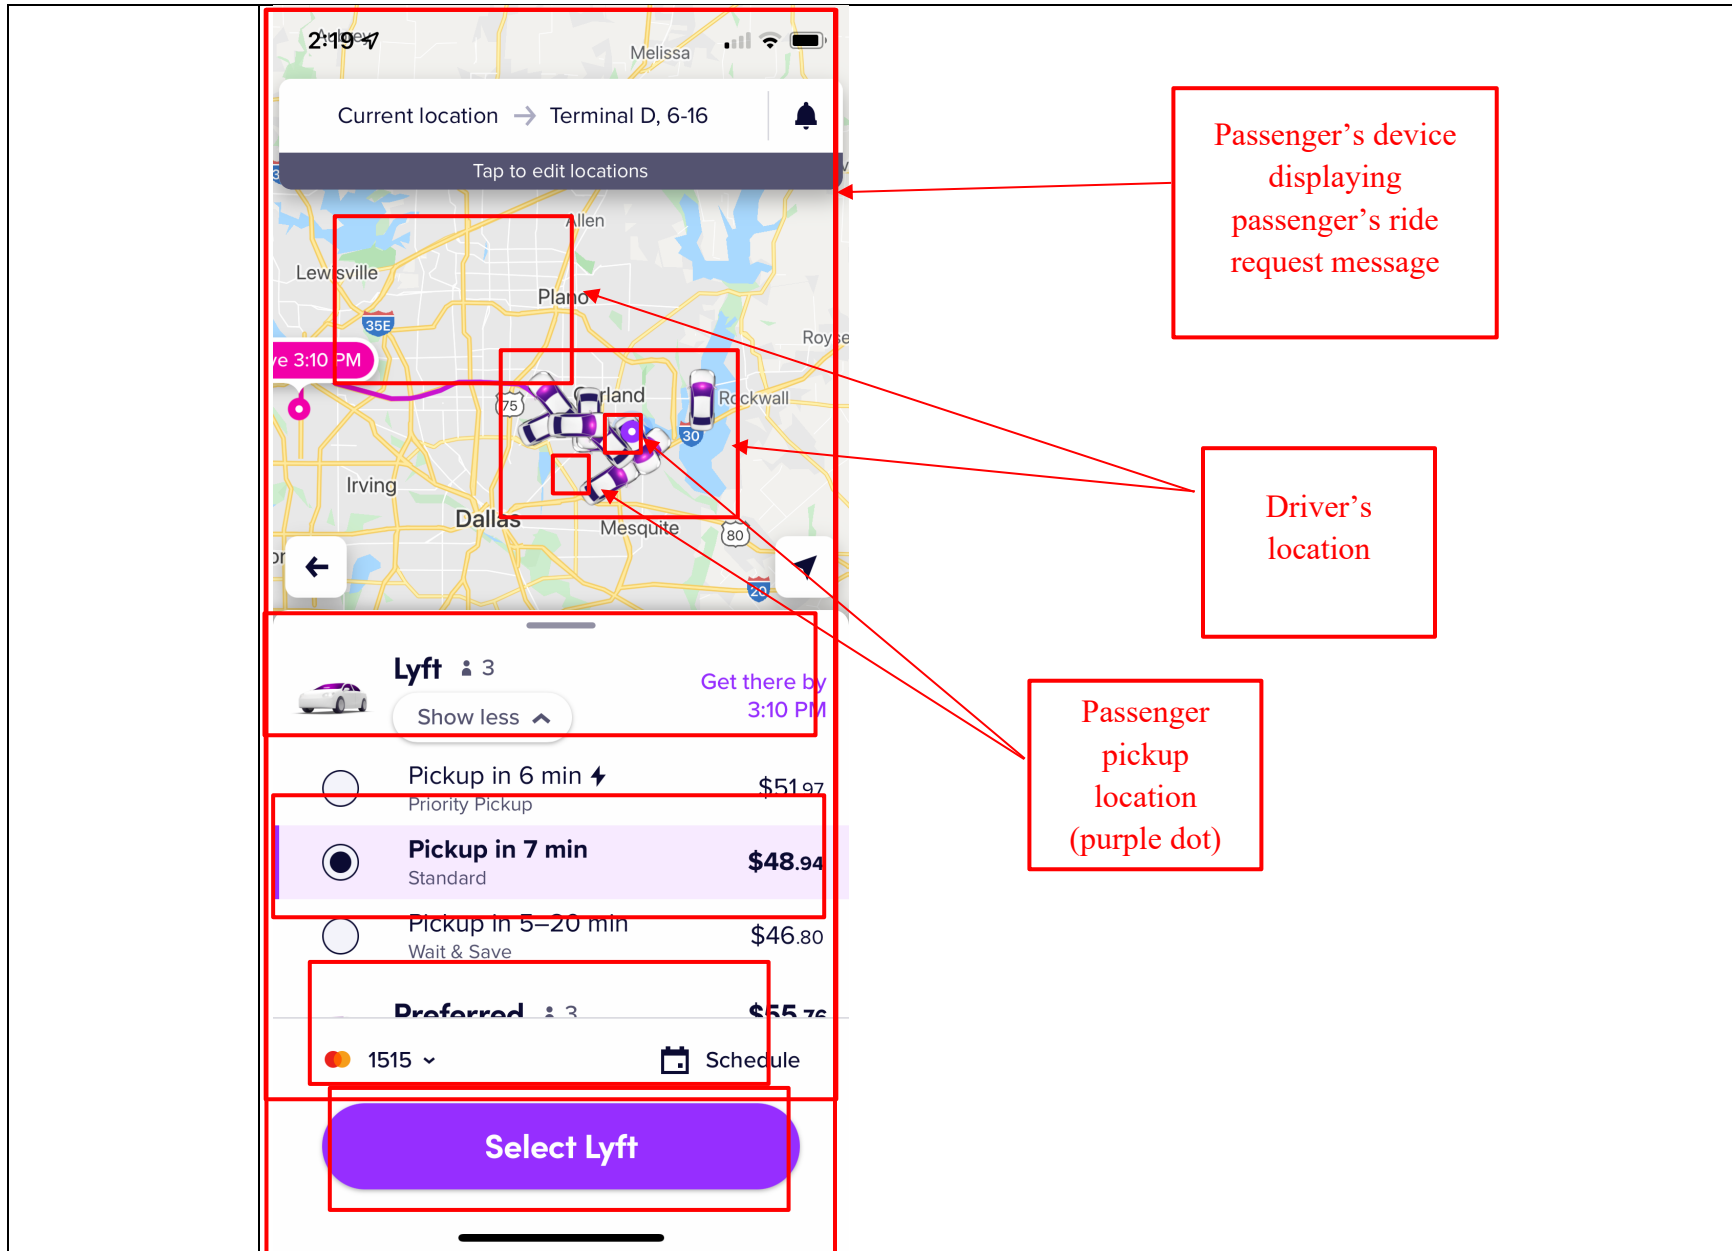 2:19
Melissa
Current location → Terminal D, 6-16
Tap to edit locations
Allen
Lewisville
Plano
35E
Royse
ve 3:10 PM
75
rland
Rockwall
30
Irving
Dallas
Mesquite
80
20
Lyft 3
Show less
Get there by
3:10 PM
Pickup in 6 min
$51.97
Priority Pickup
Pickup in 7 min
$48.94
Standard
Pickup in 5–20 min
$46.80
Wait & Save
Preferred 3
$55.76
1515
Schedule
Select Lyft
Passenger’s device
displaying
passenger’s ride
request message
Driver’s
location
Passenger
pickup
location
(purple dot)